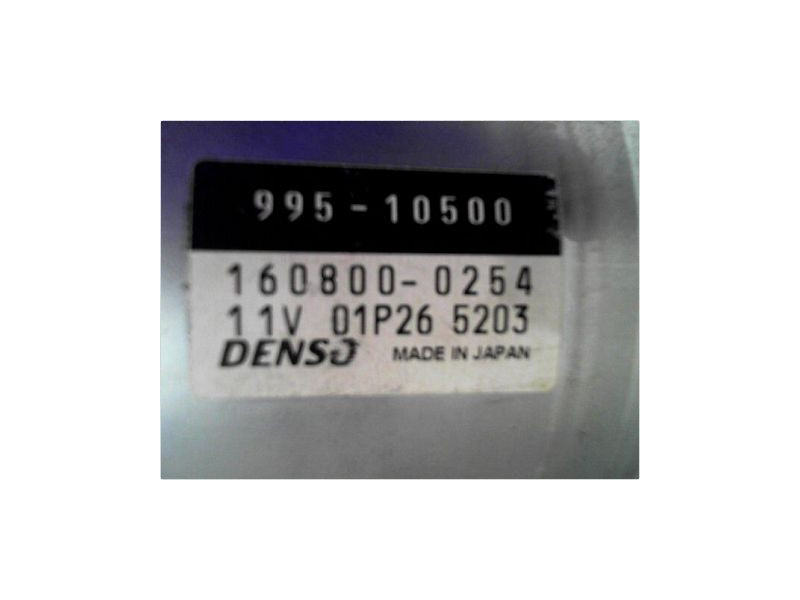 995-10500
160800-0254
11V 01P26 5203
DENSO MADE IN JAPAN